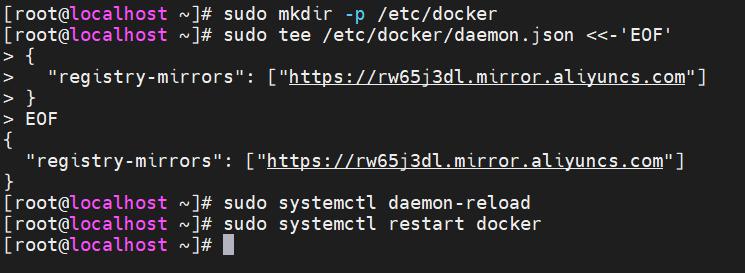 [root@localhost ~]# sudo mkdir -p /etc/docker
[root@localhost ~]# sudo tee /etc/docker/daemon.json <<-'EOF'
> {
>   "registry-mirrors": ["https://rw65j3dl.mirror.aliyuncs.com"]
> }
> EOF
{
  "registry-mirrors": ["https://rw65j3dl.mirror.aliyuncs.com"]
}
[root@localhost ~]# sudo systemctl daemon-reload
[root@localhost ~]# sudo systemctl restart docker
[root@localhost ~]#